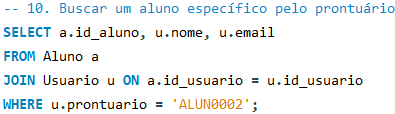 -- 10. Buscar um aluno específico pelo prontuário
SELECT a.id_aluno, u.nome, u.email
FROM Aluno a
JOIN Usuario u ON a.id_usuario = u.id_usuario
WHERE u.prontuario = 'ALUN0002';